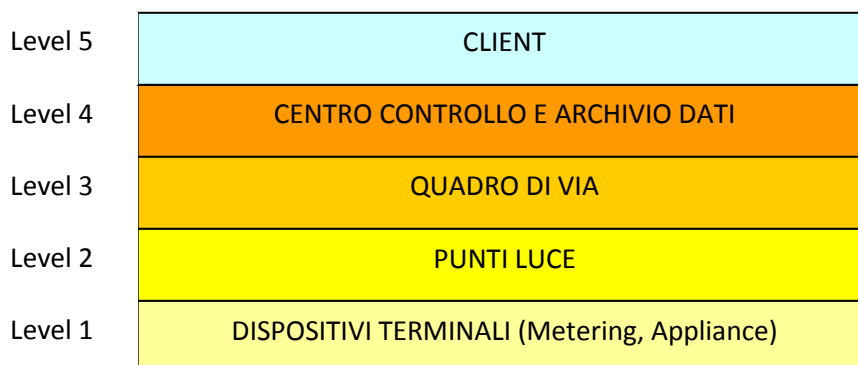 Level 5 CLIENT
Level 4 CENTRO CONTROLLO E ARCHIVIO DATI
Level 3 QUADRO DI VIA
Level 2 PUNTI LUCE
Level 1 DISPOSITIVI TERMINALI (Metering, Appliance)